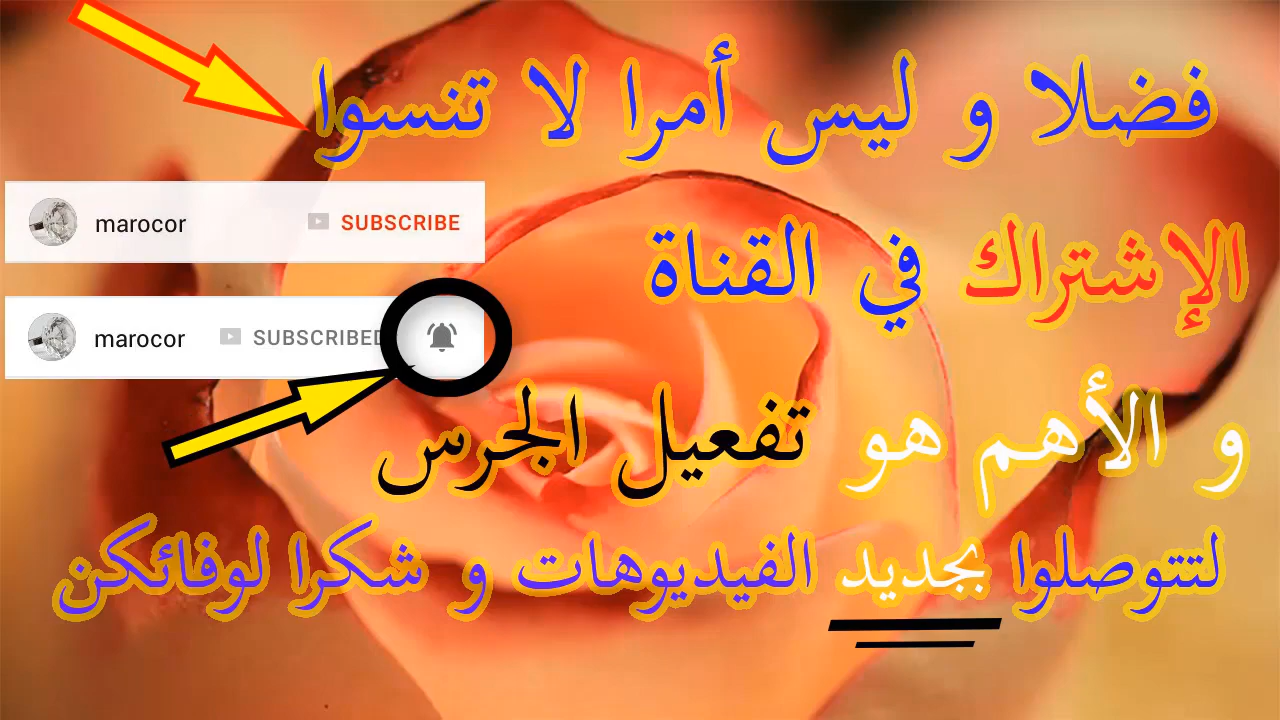 فضلا و ليس أمرا لا تنسوا
marocor SUBSCRIBE
الإشتراك في القناة
marocor SUBSCRIBED
و الأهم هو تفعيل الجرس
لتتوصلوا بجديد الفيديوهات و شكرا لوفائكن